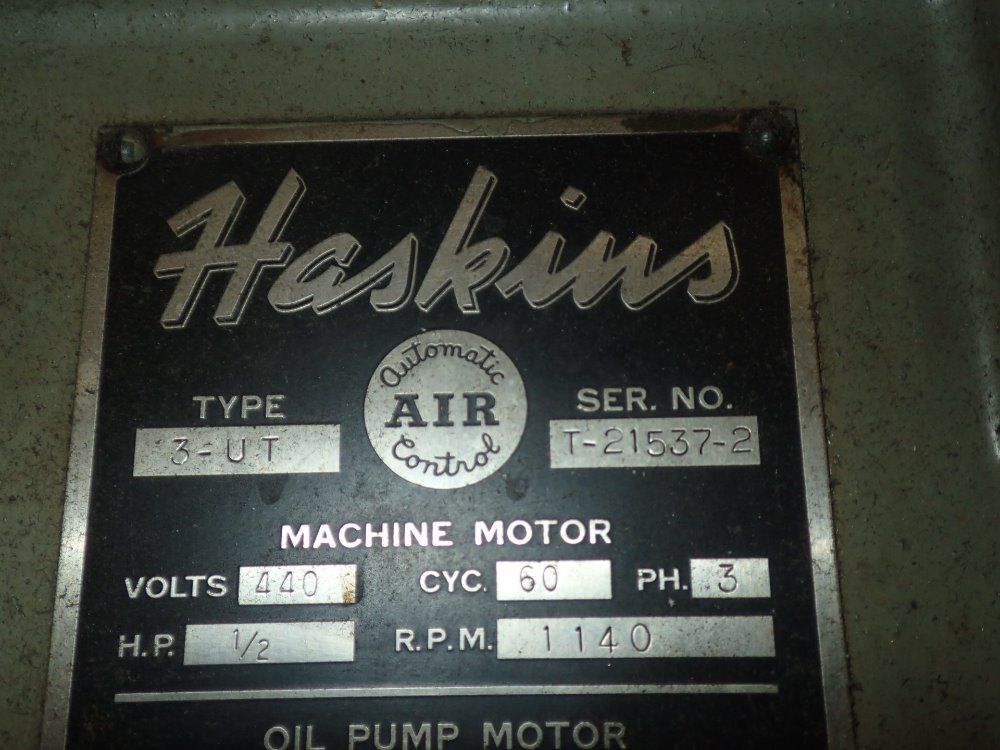 Haskins
Automatic
AIR
Control
TYPE
3-UT
SER. NO.
T-21537-2
MACHINE MOTOR
VOLTS 440 CYC. 60 PH. 3
H.P. 1/2 R.P.M. 1140
OIL PUMP MOTOR